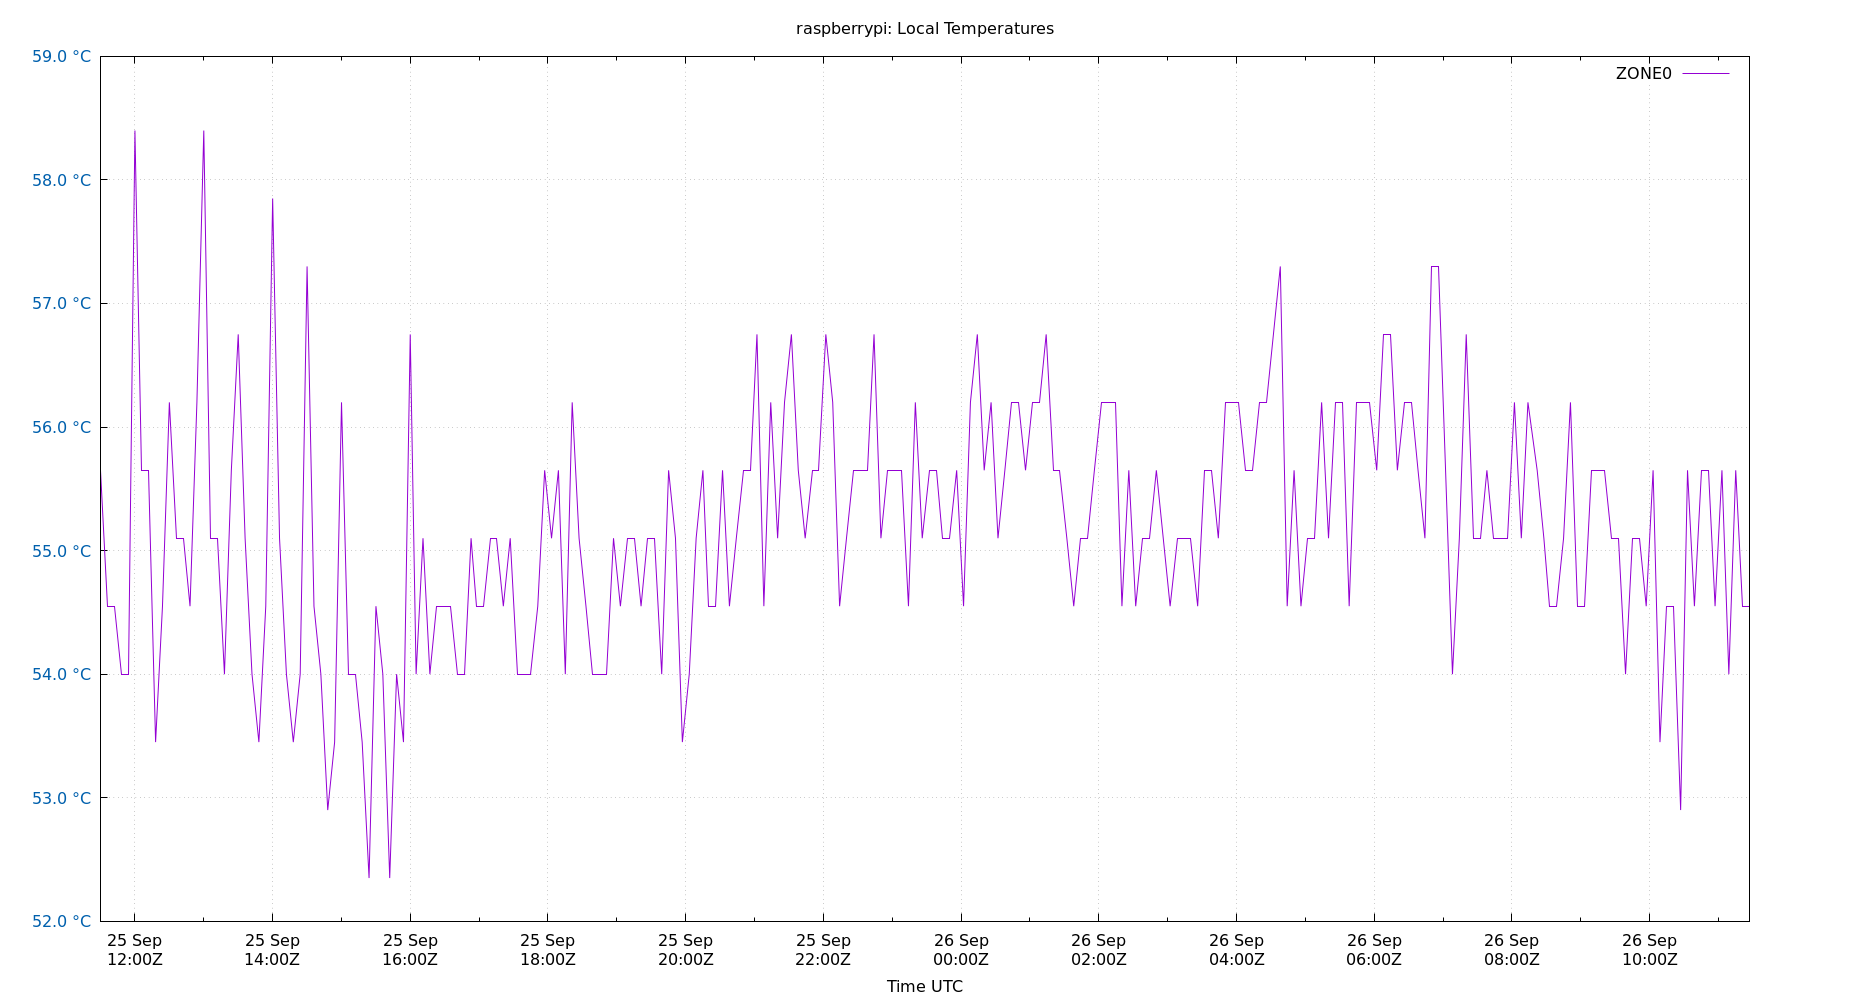 raspberrypi: Local Temperatures
ZONE0
59.0 °C
58.0 °C
57.0 °C
56.0 °C
55.0 °C
54.0 °C
53.0 °C
52.0 °C
25 Sep 25 Sep 25 Sep 25 Sep 25 Sep 25 Sep 26 Sep 26 Sep 26 Sep 26 Sep 26 Sep 26 Sep
12:00Z 14:00Z 16:00Z 18:00Z 20:00Z 22:00Z 00:00Z 02:00Z 04:00Z 06:00Z 08:00Z 10:00Z
Time UTC